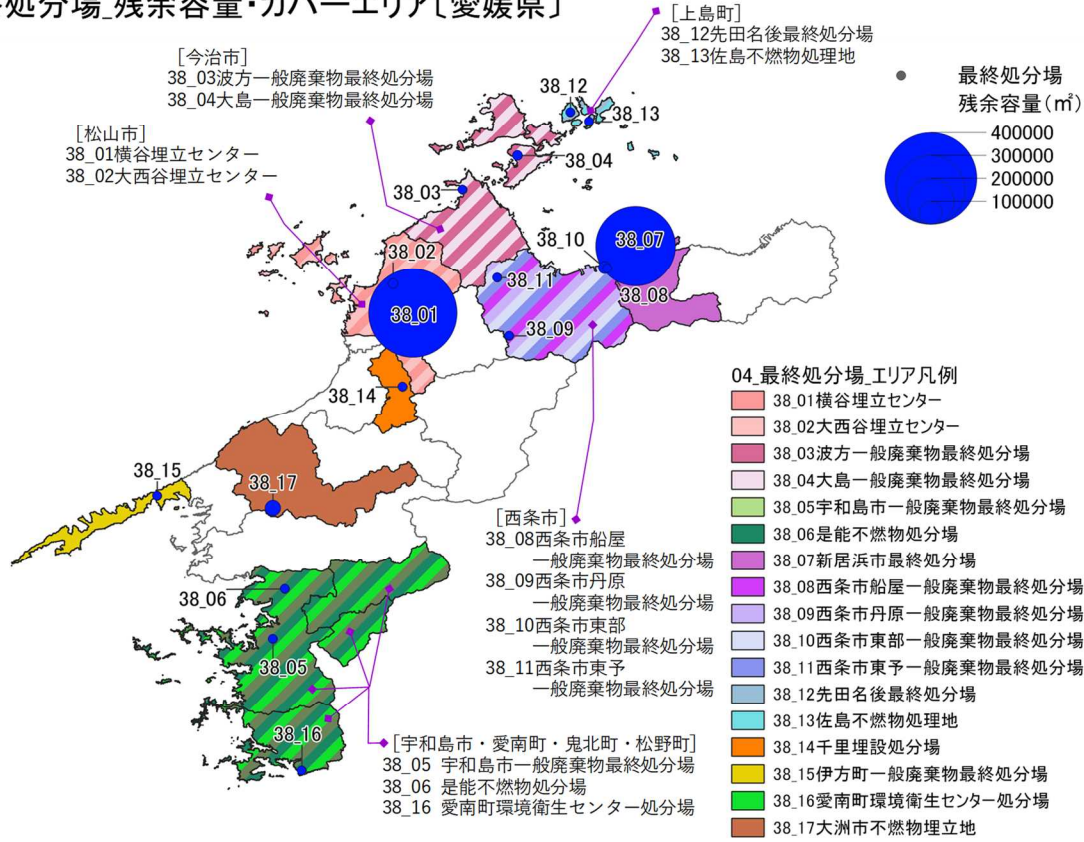 処分場_残余容量・カバーエリア〔愛媛県〕
[上島町]
38_12先田名後最終処分場
38_13佐島不燃物処理地
[今治市]
38_03波方一般廃棄物最終処分場
38_04大島一般廃棄物最終処分場
[松山市]
38_01横谷埋立センター
38_02大西谷埋立センター
最終処分場
残余容量(㎥)
400000
300000
200000
100000
38_12
38_13
38_04
38_03
38_02
38_10
38_07
38_11
38_08
38_01
38_09
38_14
38_15
38_17
38_06
38_05
38_16
[西条市]
38_08西条市船屋
一般廃棄物最終処分場
38_09西条市丹原
一般廃棄物最終処分場
38_10西条市東部
一般廃棄物最終処分場
38_11西条市東予
一般廃棄物最終処分場
[宇和島市・愛南町・鬼北町・松野町]
38_05 宇和島市一般廃棄物最終処分場
38_06 是能不燃物処分場
38_16 愛南町環境衛生センター処分場
04_最終処分場_エリア凡例
38_01横谷埋立センター
38_02大西谷埋立センター
38_03波方一般廃棄物最終処分場
38_04大島一般廃棄物最終処分場
38_05宇和島市一般廃棄物最終処分場
38_06是能不燃物処分場
38_07新居浜市最終処分場
38_08西条市船屋一般廃棄物最終処分場
38_09西条市丹原一般廃棄物最終処分場
38_10西条市東部一般廃棄物最終処分場
38_11西条市東予一般廃棄物最終処分場
38_12先田名後最終処分場
38_13佐島不燃物処理地
38_14千里埋設処分場
38_15伊方町一般廃棄物最終処分場
38_16愛南町環境衛生センター処分場
38_17大洲市不燃物埋立地